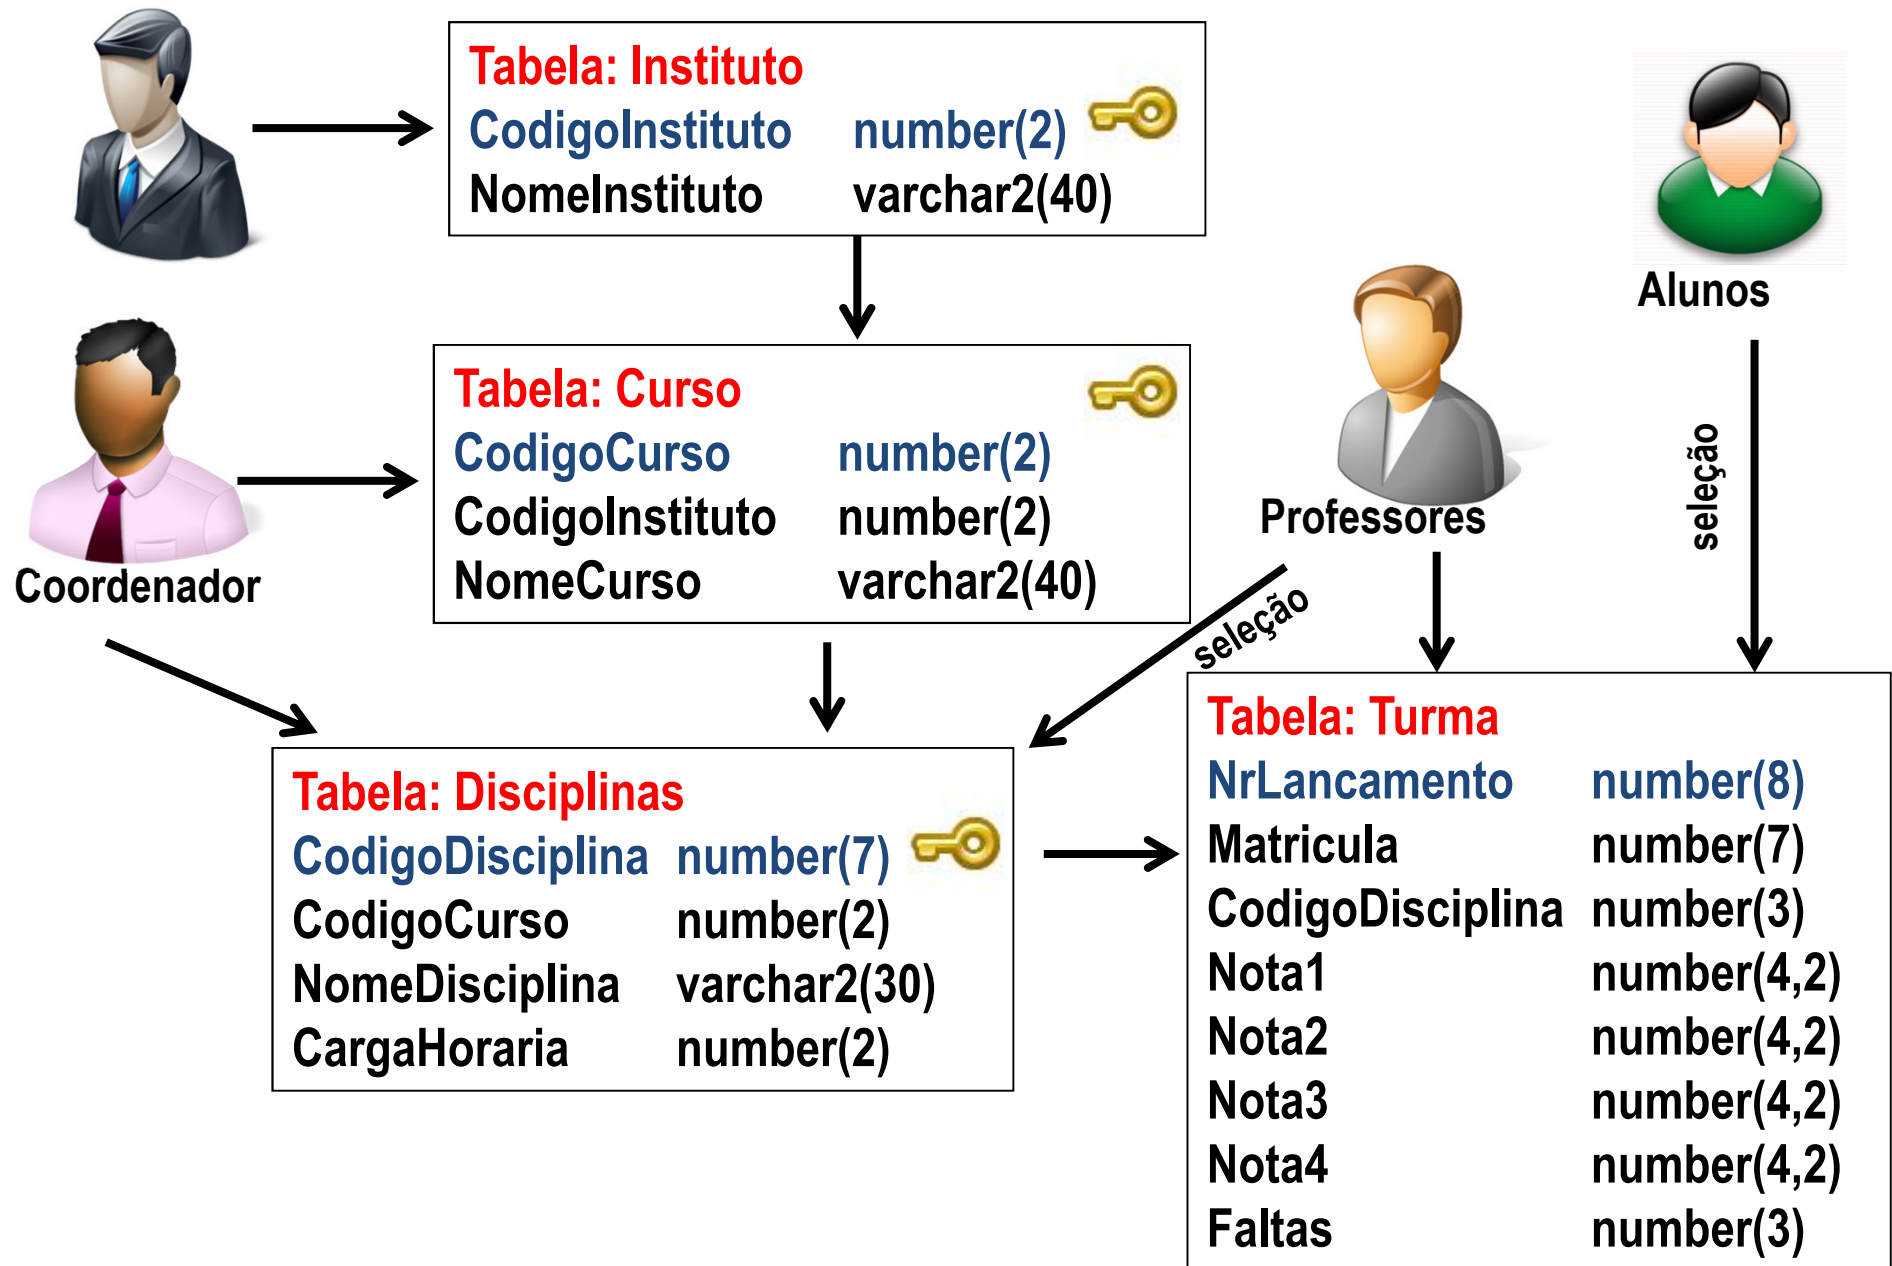 Tabela: Instituto
CodigoInstituto number(2)
NomeInstituto varchar2(40)
Alunos
seleção
Professores
seleção
Coordenador
Tabela: Curso
CodigoCurso number(2)
CodigoInstituto number(2)
NomeCurso varchar2(40)
Tabela: Disciplinas
CodigoDisciplina number(7)
CodigoCurso number(2)
NomeDisciplina varchar2(30)
CargaHoraria number(2)
Tabela: Turma
NrLancamento number(8)
Matricula number(7)
CodigoDisciplina number(3)
Nota1 number(4,2)
Nota2 number(4,2)
Nota3 number(4,2)
Nota4 number(4,2)
Faltas number(3)